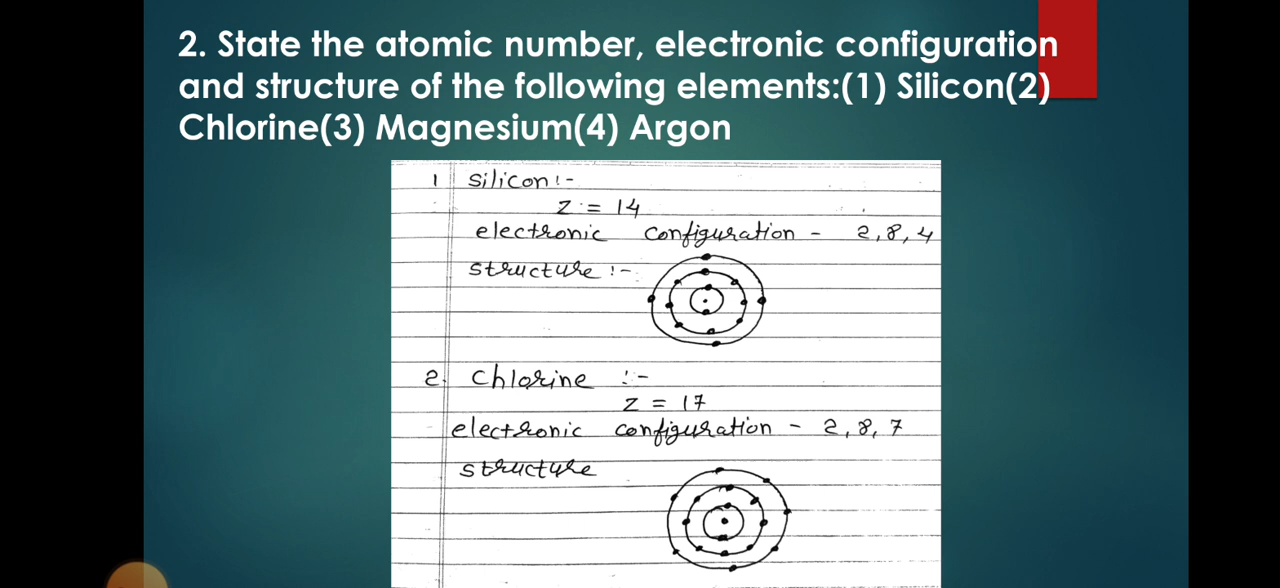 2. State the atomic number, electronic configuration
and structure of the following elements:(1) Silicon(2)
Chlorine(3) Magnesium(4) Argon
1 Silicon:-
Z = 14
electronic configuration - 2,8,4
structure :-
2. Chlorine :-
Z = 17
electronic configuration - 2,8,7
structure